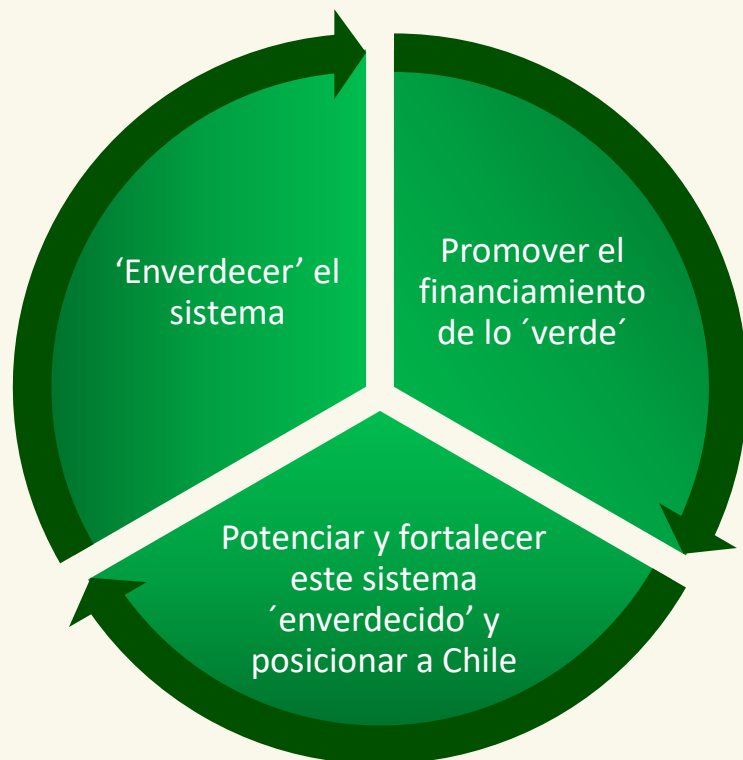 ‘Enverdecer’ el
sistema
Promover el
financiamiento
de lo ´verde´
Potenciar y fortalecer
este sistema
´enverdecido’ y
posicionar a Chile